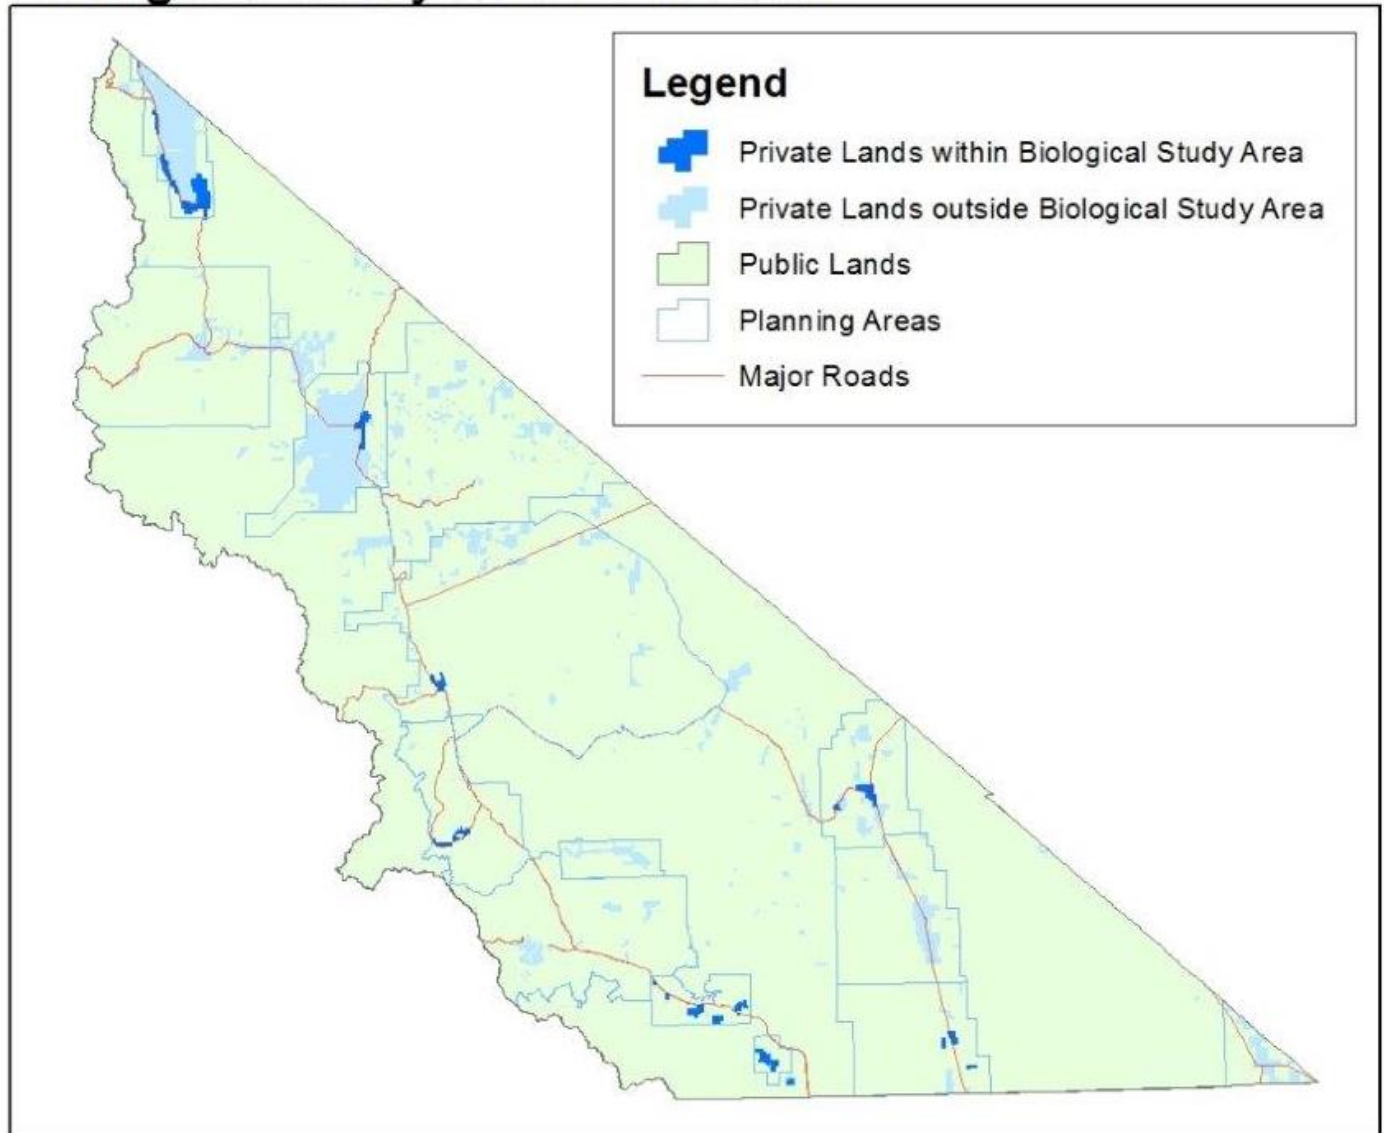 Legend
Private Lands within Biological Study Area
Private Lands outside Biological Study Area
Public Lands
Planning Areas
Major Roads